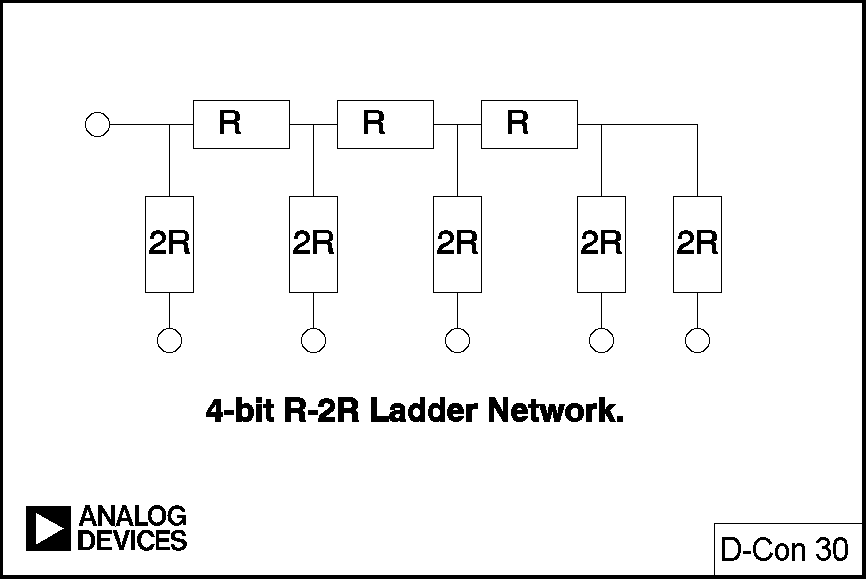 R R R
2R 2R 2R 2R 2R
4-bit R-2R Ladder Network.
ANALOG
DEVICES
D-Con 30